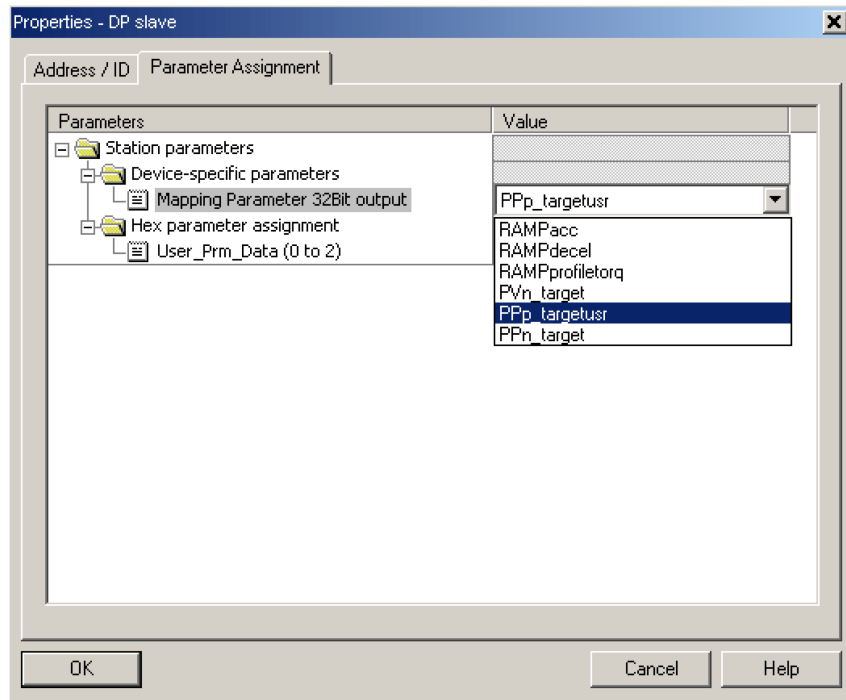 Properties - DP slave
Address / ID Parameter Assignment
Parameters Value
Station parameters
Device-specific parameters
Mapping Parameter 32Bit output PPp_targetusr
Hex parameter assignment RAMPacc
User_Prm_Data (0 to 2) RAMPdecel
RAMPprofiletorq
PVn_target
PPp_targetusr
PPn_target
OK Cancel Help